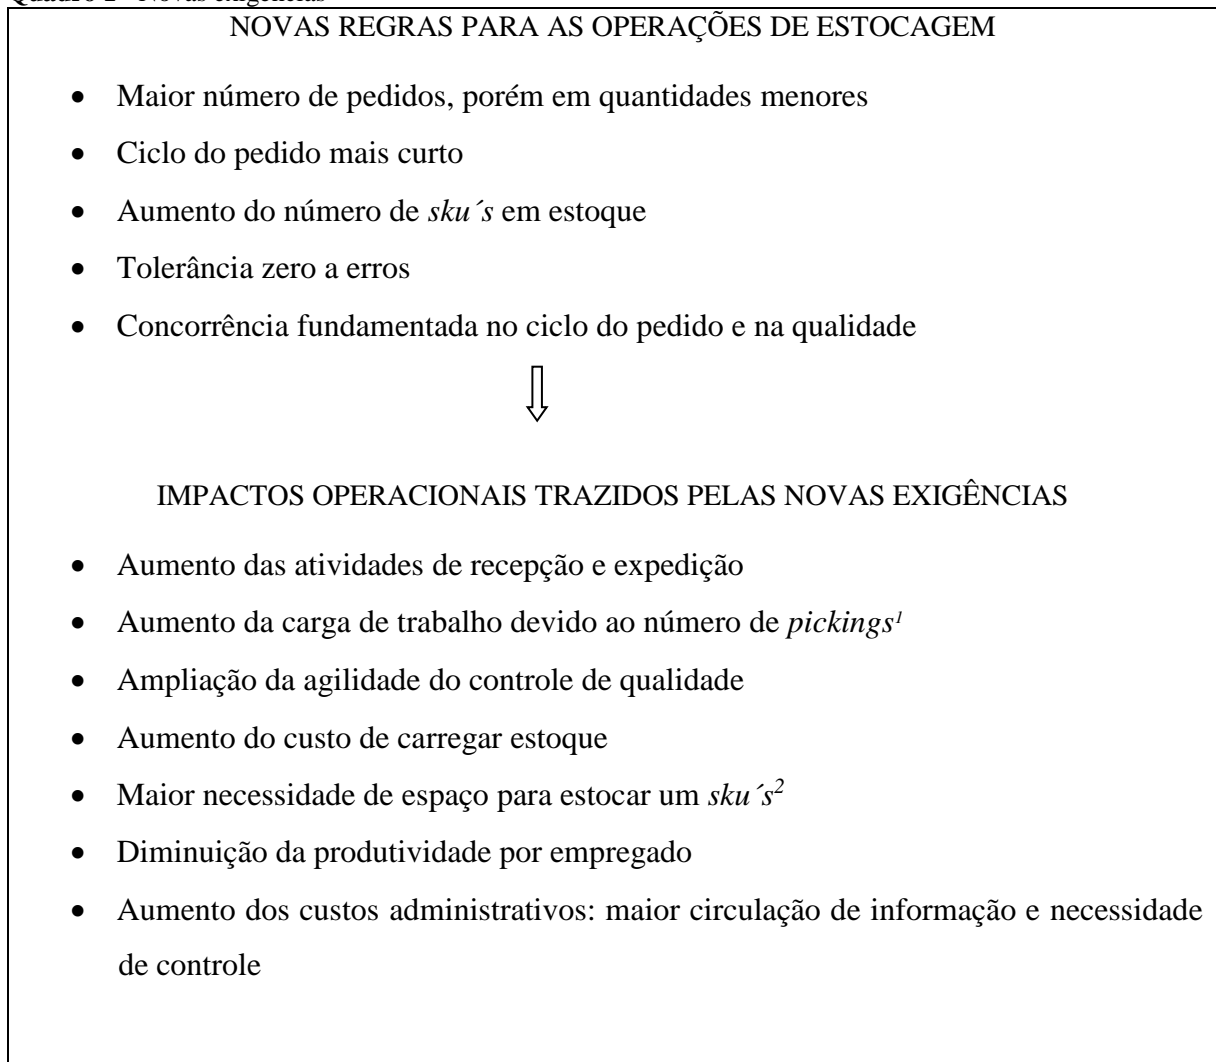 Novas exigências
NOVAS REGRAS PARA AS OPERAÇÕES DE ESTOCAGEM
• Maior número de pedidos, porém em quantidades menores
• Ciclo do pedido mais curto
• Aumento do número de sku´s em estoque
• Tolerância zero a erros
• Concorrência fundamentada no ciclo do pedido e na qualidade
IMPACTOS OPERACIONAIS TRAZIDOS PELAS NOVAS EXIGÊNCIAS
• Aumento das atividades de recepção e expedição
• Aumento da carga de trabalho devido ao número de pickings¹
• Ampliação da agilidade do controle de qualidade
• Aumento do custo de carregar estoque
• Maior necessidade de espaço para estocar um sku´s²
• Diminuição da produtividade por empregado
• Aumento dos custos administrativos: maior circulação de informação e necessidade
de controle